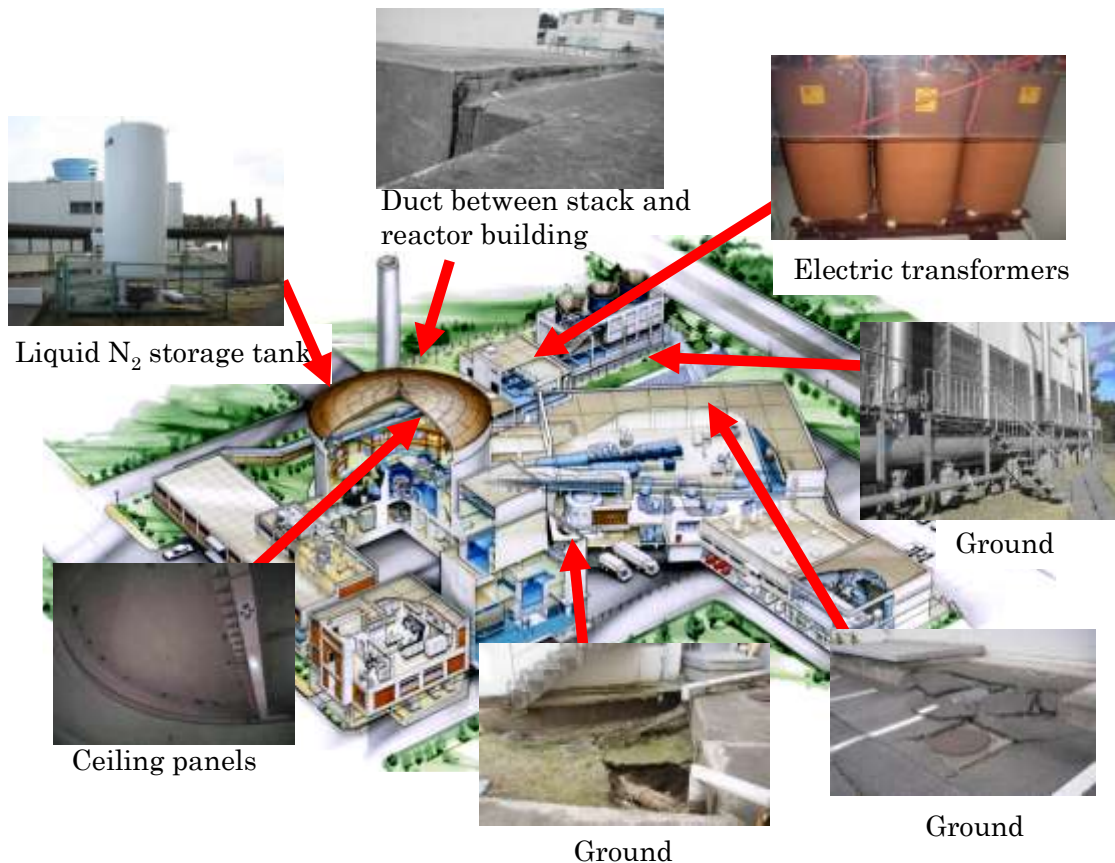 Duct between stack and
reactor building
Electric transformers
Liquid N₂ storage tank
Ground
Ceiling panels
Ground
Ground